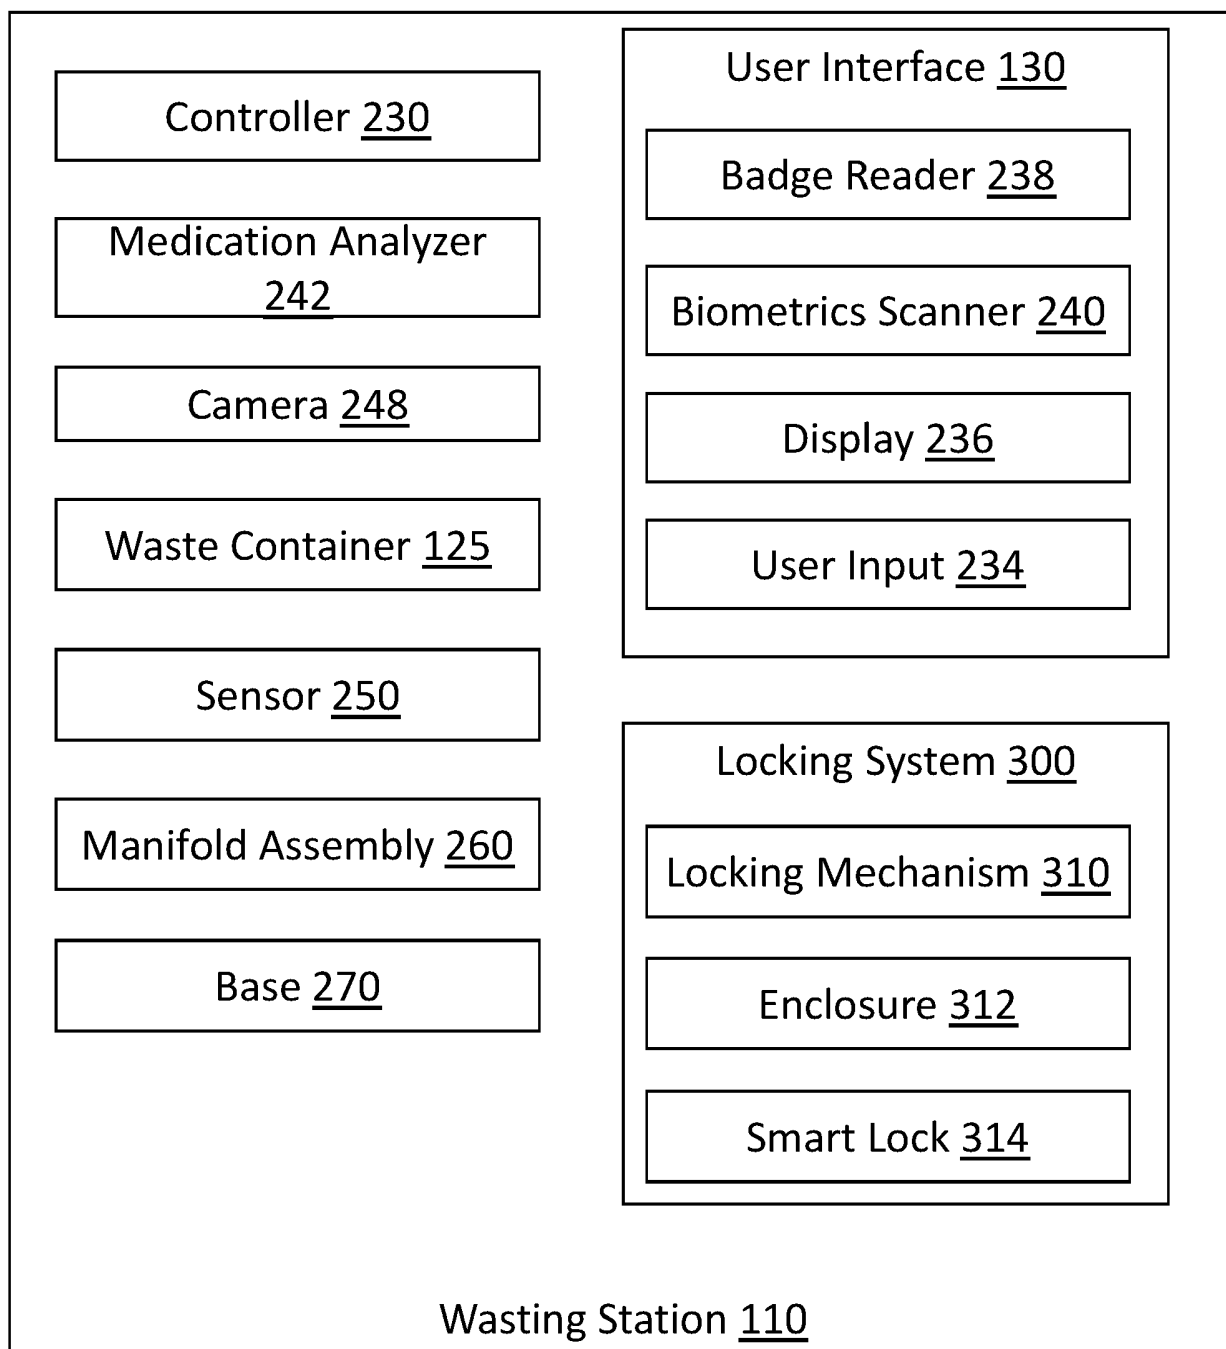 Controller 230
Medication Analyzer
242
Camera 248
Waste Container 125
Sensor 250
Manifold Assembly 260
Base 270
User Interface 130
Badge Reader 238
Biometrics Scanner 240
Display 236
User Input 234
Locking System 300
Locking Mechanism 310
Enclosure 312
Smart Lock 314
Wasting Station 110